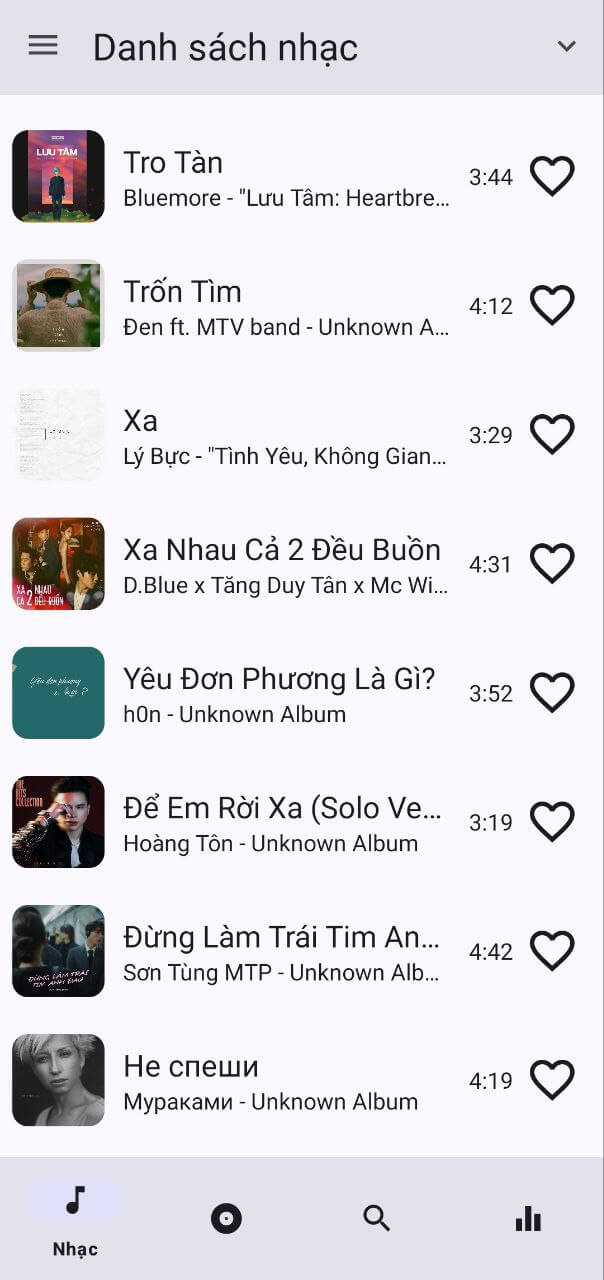 Danh sách nhạc
LƯU TÂM
Tro Tàn
Bluemore - "Lưu Tâm: Heartbre...
3:44
Trốn Tìm
Đen ft. MTV band - Unknown A...
4:12
Xa
Lý Bực - "Tình Yêu, Không Gian...
3:29
XA NHAU
CẢ 2 ĐỀU BUỒN
Xa Nhau Cả 2 Đều Buồn
D.Blue x Tăng Duy Tân x Mc Wi...
4:31
Yêu đơn phương
là gì?
Yêu Đơn Phương Là Gì?
h0n - Unknown Album
3:52
THE
HITS
COLLECTION
Để Em Rời Xa (Solo Ve...
Hoàng Tôn - Unknown Album
3:19
ĐỪNG LÀM TRÁI
TIM ANH ĐAU
Đừng Làm Trái Tim An...
Sơn Tùng MTP - Unknown Alb...
4:42
Не спеши
Мураками - Unknown Album
4:19
Nhạc